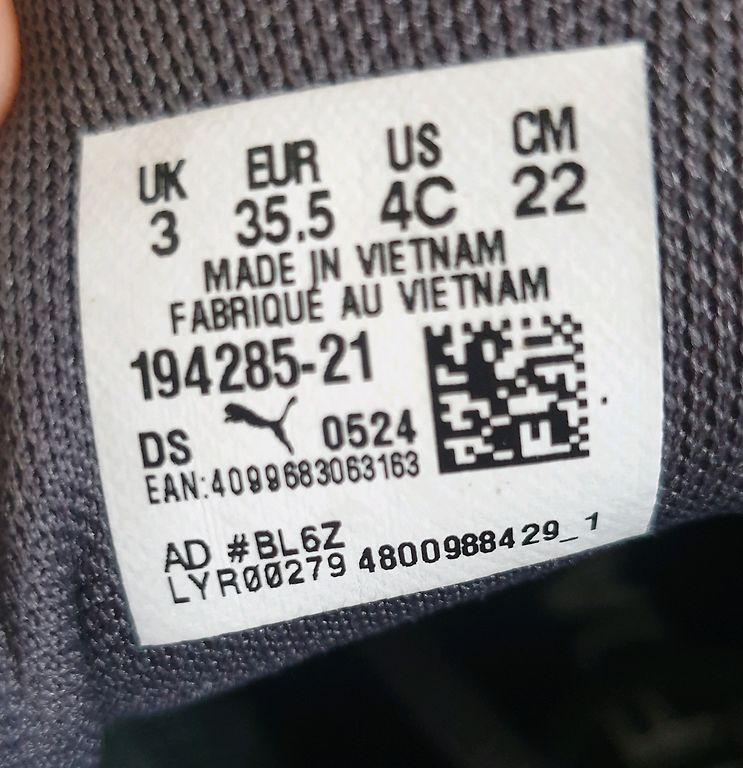 UK EUR US CM
3 35.5 4C 22
MADE IN VIETNAM
FABRIQUÉ AU VIETNAM
194285-21
DS 0524
EAN:4099683063163
AD #BL6Z
LYR00279 4800988429_1